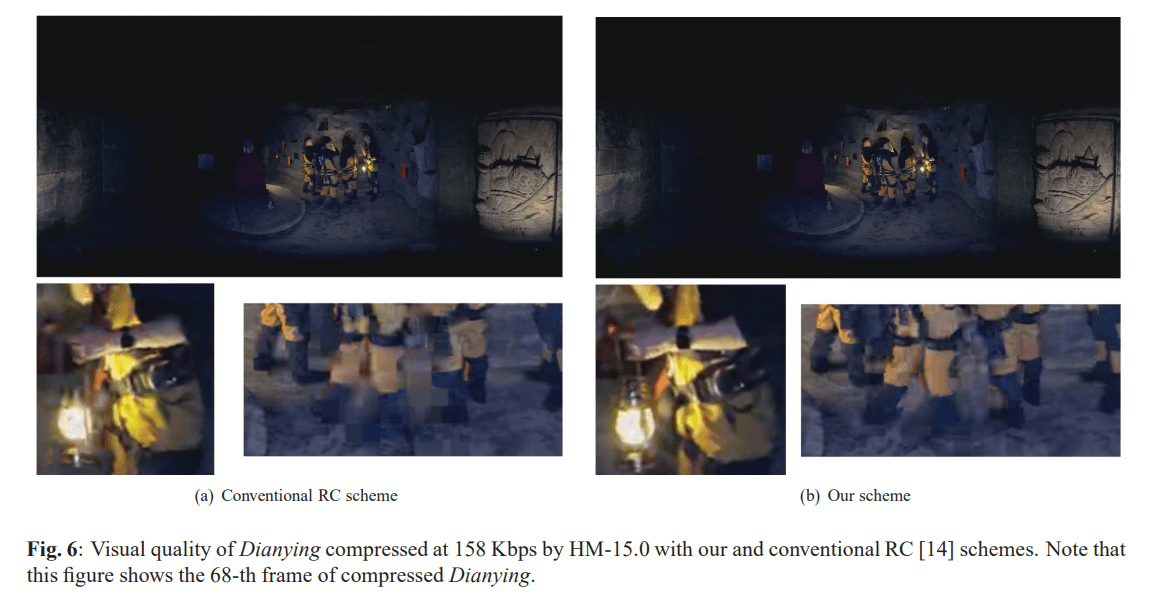 (a) Conventional RC scheme
(b) Our scheme
Fig. 6: Visual quality of Dianying compressed at 158 Kbps by HM-15.0 with our and conventional RC [14] schemes. Note that
this figure shows the 68-th frame of compressed Dianying.